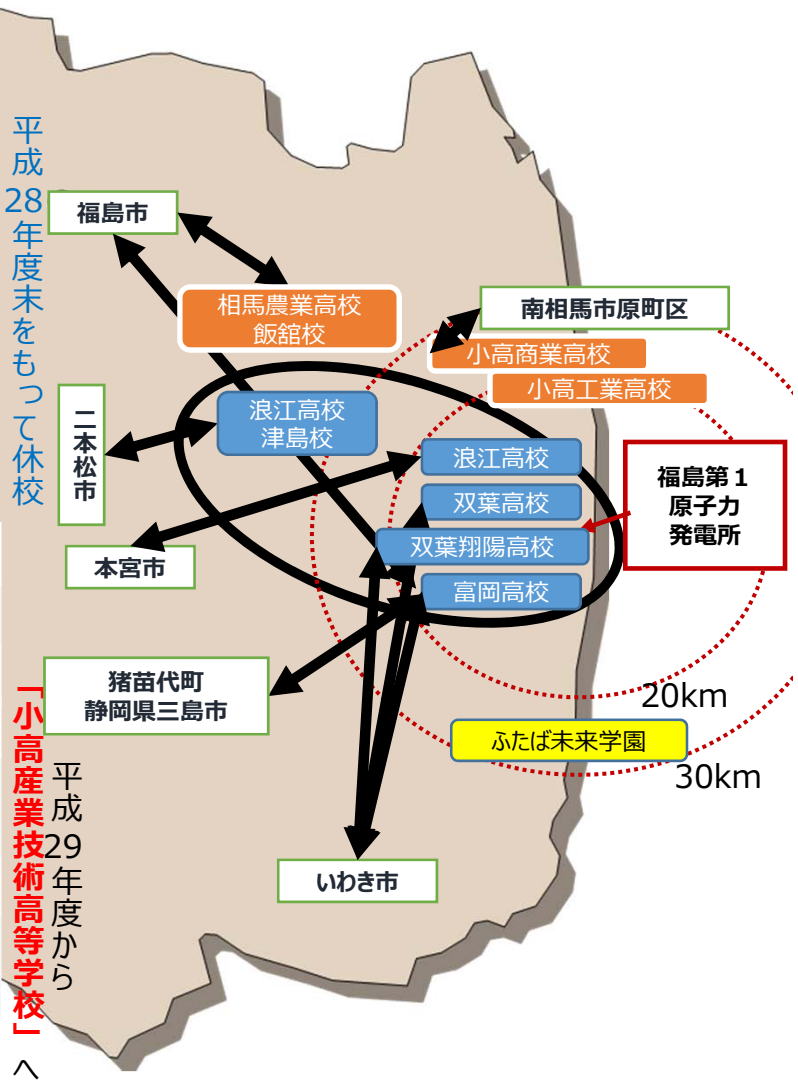 平成28年度末をもって休校
福島市
相馬農業高校
飯舘校
南相馬市原町区
小高商業高校
小高工業高校
二本松市
浪江高校
津島校
浪江高校
双葉高校
双葉翔陽高校
富岡高校
福島第１
原子力
発電所
本宮市
猪苗代町
静岡県三島市
20km
ふたば未来学園
30km
いわき市
平成29年度から
「小高産業技術高等学校」へ